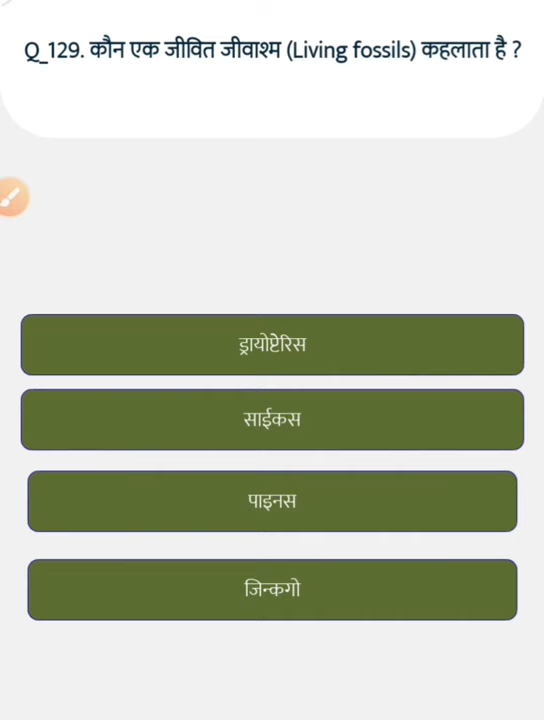 Q_129. कौन एक जीवित जीवाश्म (Living fossils) कहलाता है ?
ड्रायोप्टेरिस
साईकस
पाइनस
जिन्कगो